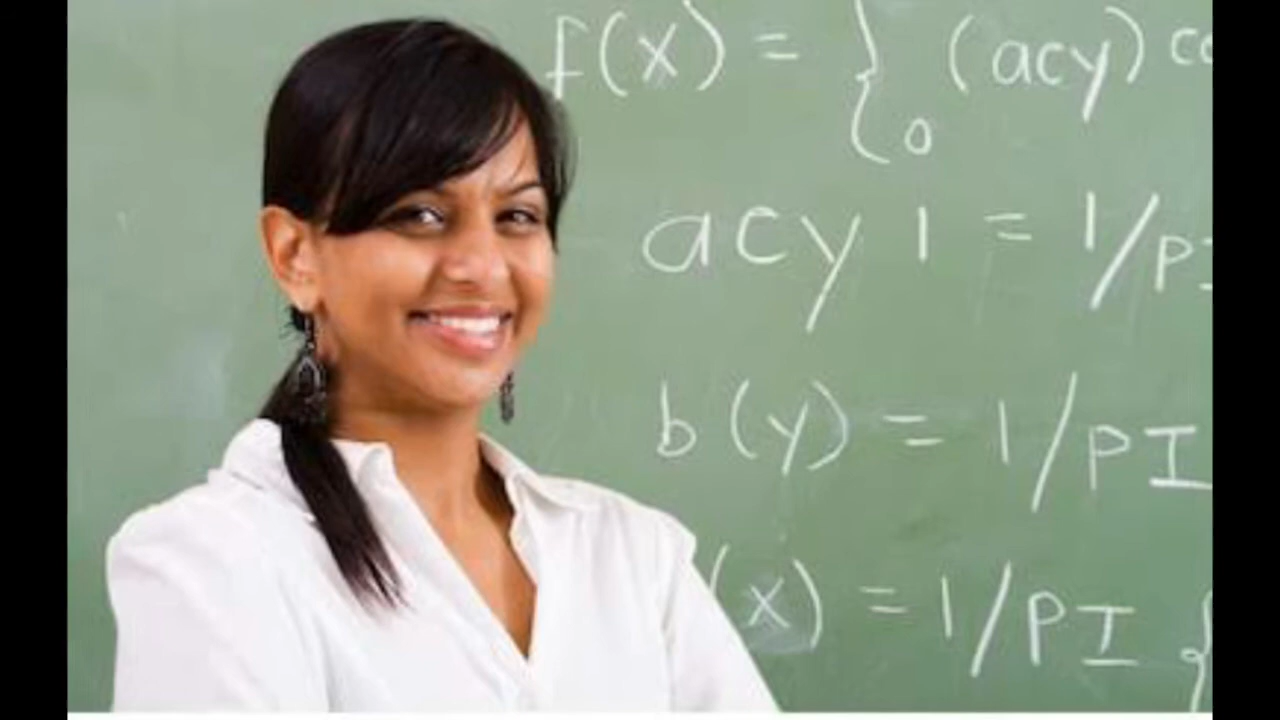 f(x) = { (acy)
0
acy 1 = 1/PI
b(y) = 1/PI
(x) = 1/PI {